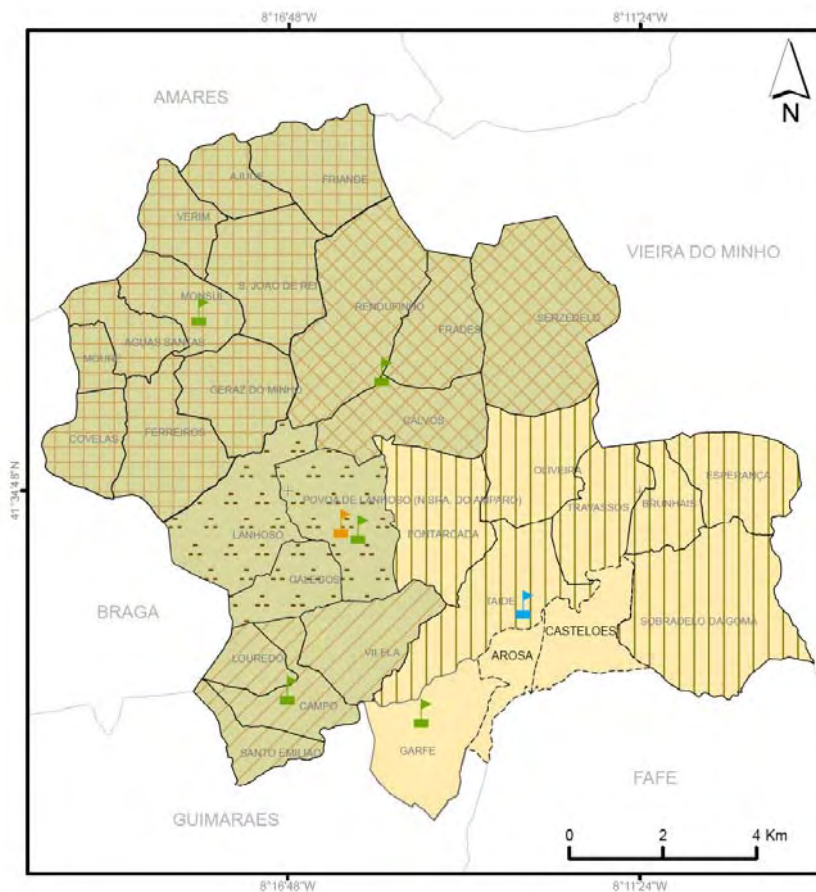 8°16'48"W
8°11'24"W
AMARES
N
AJUDE
FRIANDE
VERIM
VIEIRA DO MINHO
S. JOAO DE REI
MONSUL
RENDUFINHO
FRADES
SERZEDELO
AGUAS SANTAS
MOURE
GERAZ DO MINHO
CALVOS
COVELAS
FERREIROS
OLIVEIRA
ESPERANÇA
41°34'48"N
POVOA DE LANHOSO (N.SRA. DO AMPARO)
TRAVASSOS
BRUNHAIS
LANHOSO
FONTARCADA
GALEGOS
BRAGA
TAIDE
SOBRADELO DA GOMA
CASTELOES
AROSA
VILELA
LOUREDO
CAMPO
GARFE
SANTO EMILIAO
FAFE
GUIMARAES
0 2 4 Km
8°16'48"W
8°11'24"W